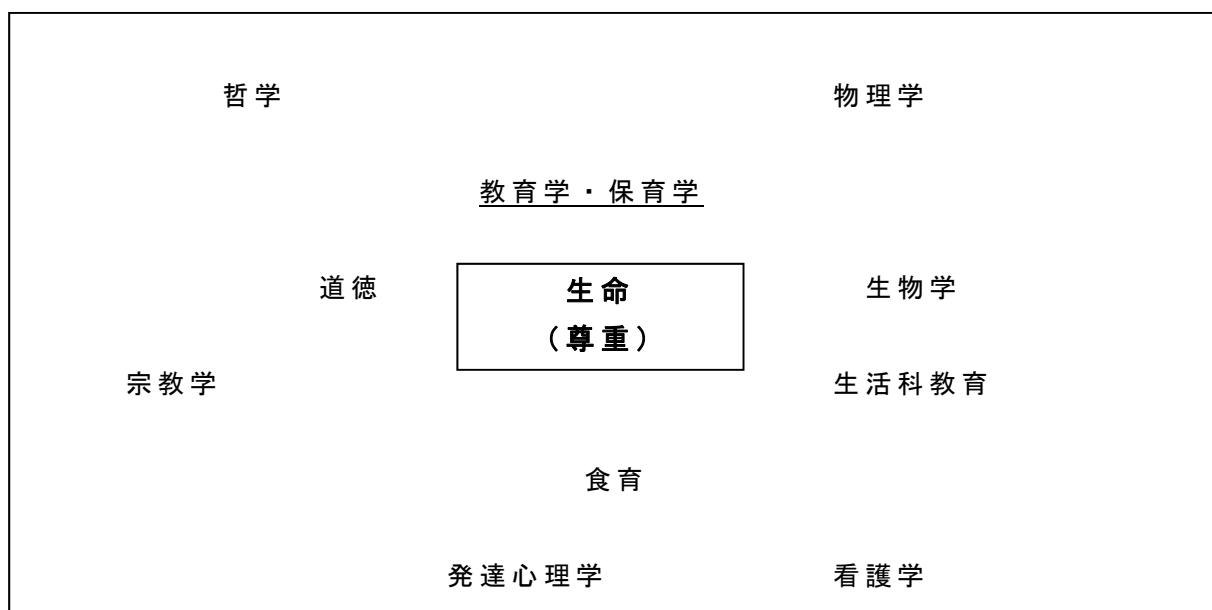 哲学
物理学
教育学・保育学
道徳
生命
(尊重)
生物学
宗教学
生活科教育
食育
発達心理学
看護学